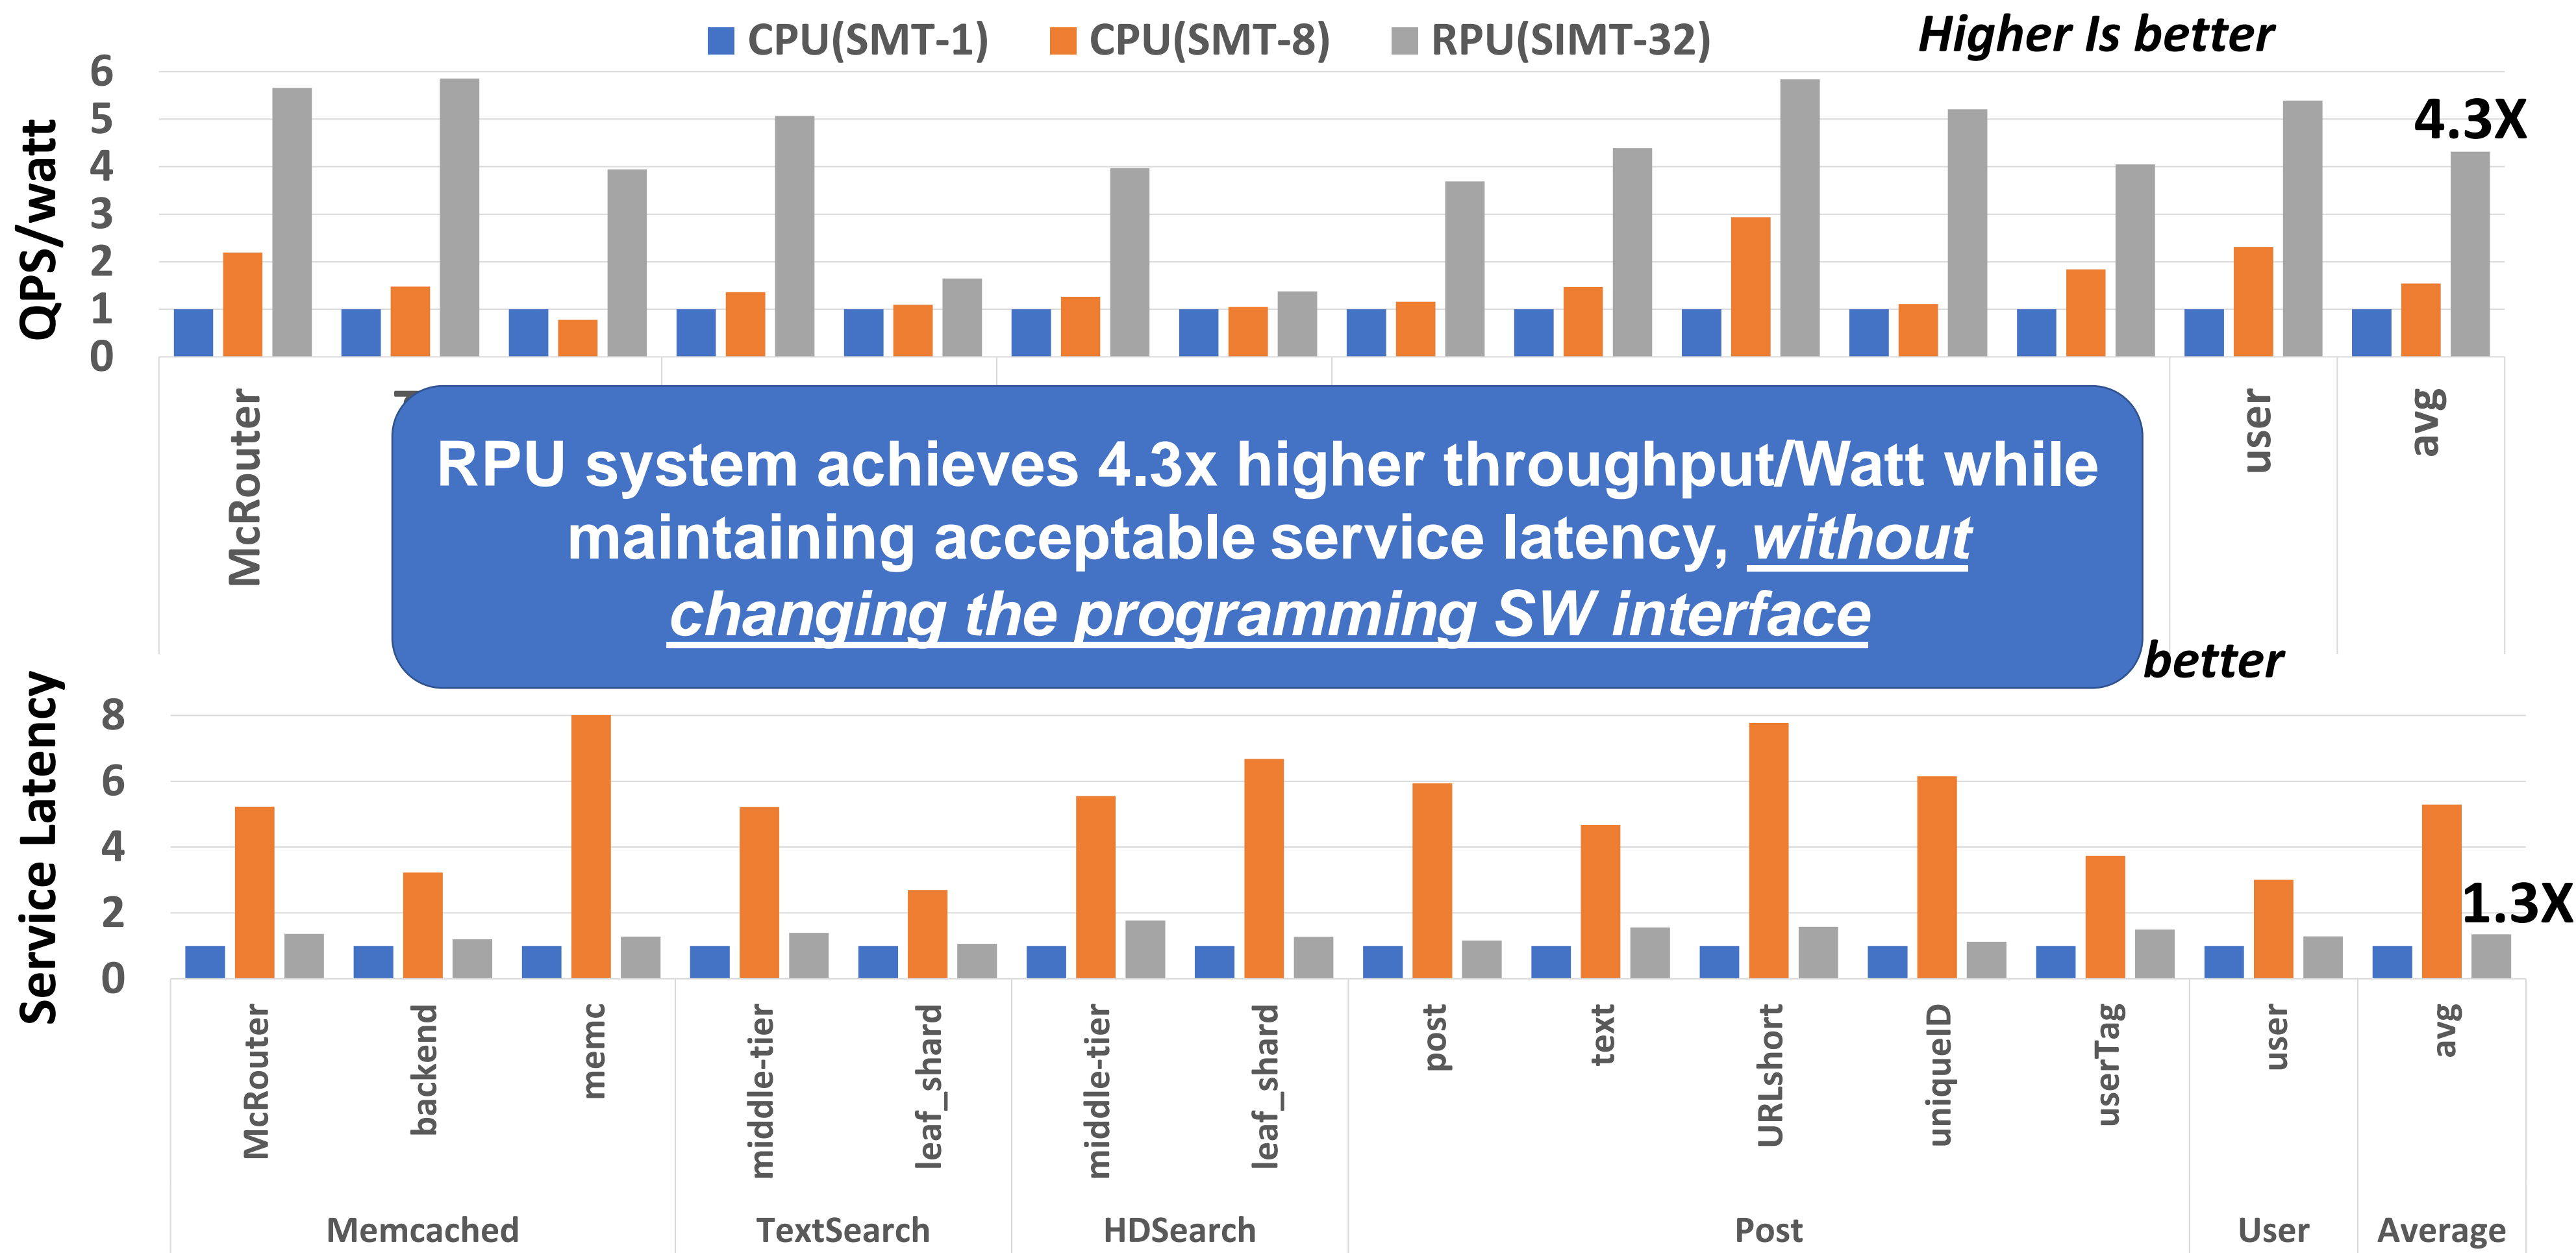 CPU(SMT-1) CPU(SMT-8) RPU(SIMT-32)
Higher Is better
QPS/watt
6
5
4
3
2
1
0
4.3X
McRouter
user
avg
RPU system achieves 4.3x higher throughput/Watt while
maintaining acceptable service latency, without
changing the programming SW interface
better
Service Latency
8
6
4
2
0
1.3X
McRouter
backend
memc
middle-tier
leaf_shard
middle-tier
leaf_shard
post
text
URLshort
uniqueID
userTag
user
avg
Memcached
TextSearch
HDSearch
Post
User
Average